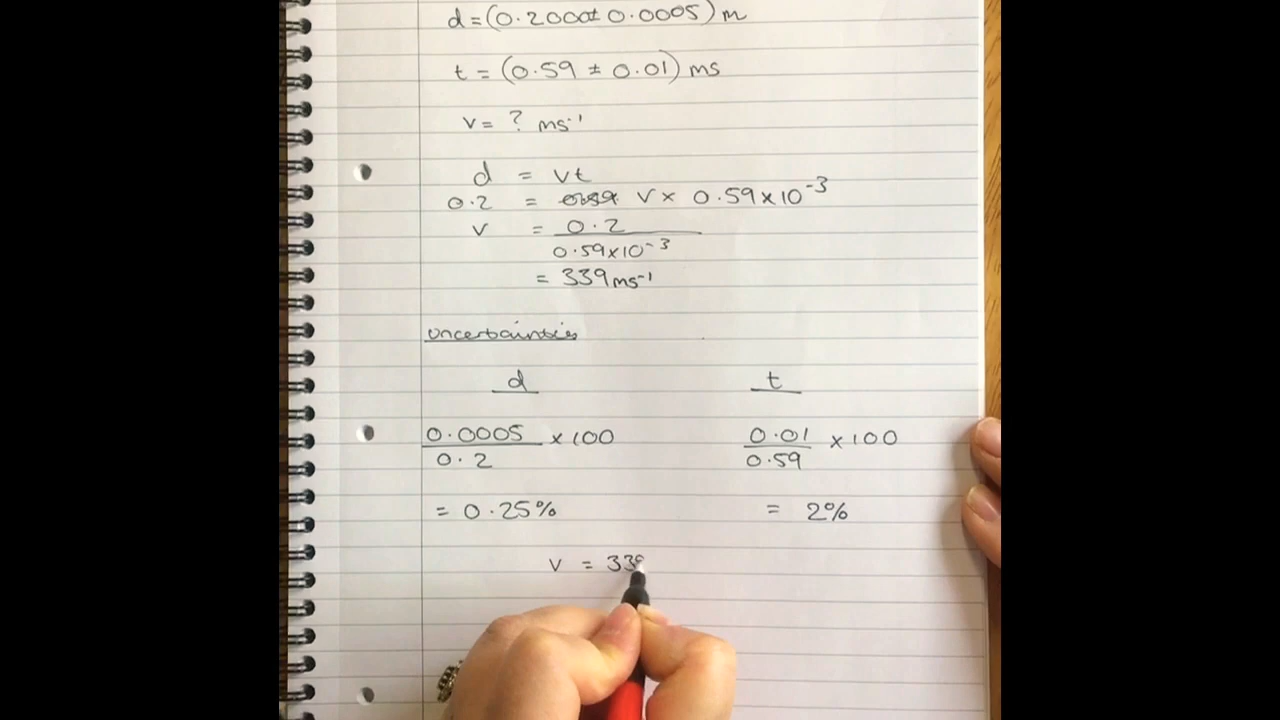 d = (0.200 ± 0.0005) m
t = (0.59 ± 0.01) ms
v = ? ms⁻¹
d = vt
0.2 = v × 0.59 × 10⁻³
v = 0.2
0.59 × 10⁻³
= 339 ms⁻¹
uncertainties
d t
0.0005 × 100 0.01 × 100
0.2 0.59
= 0.25% = 2%
v = 339